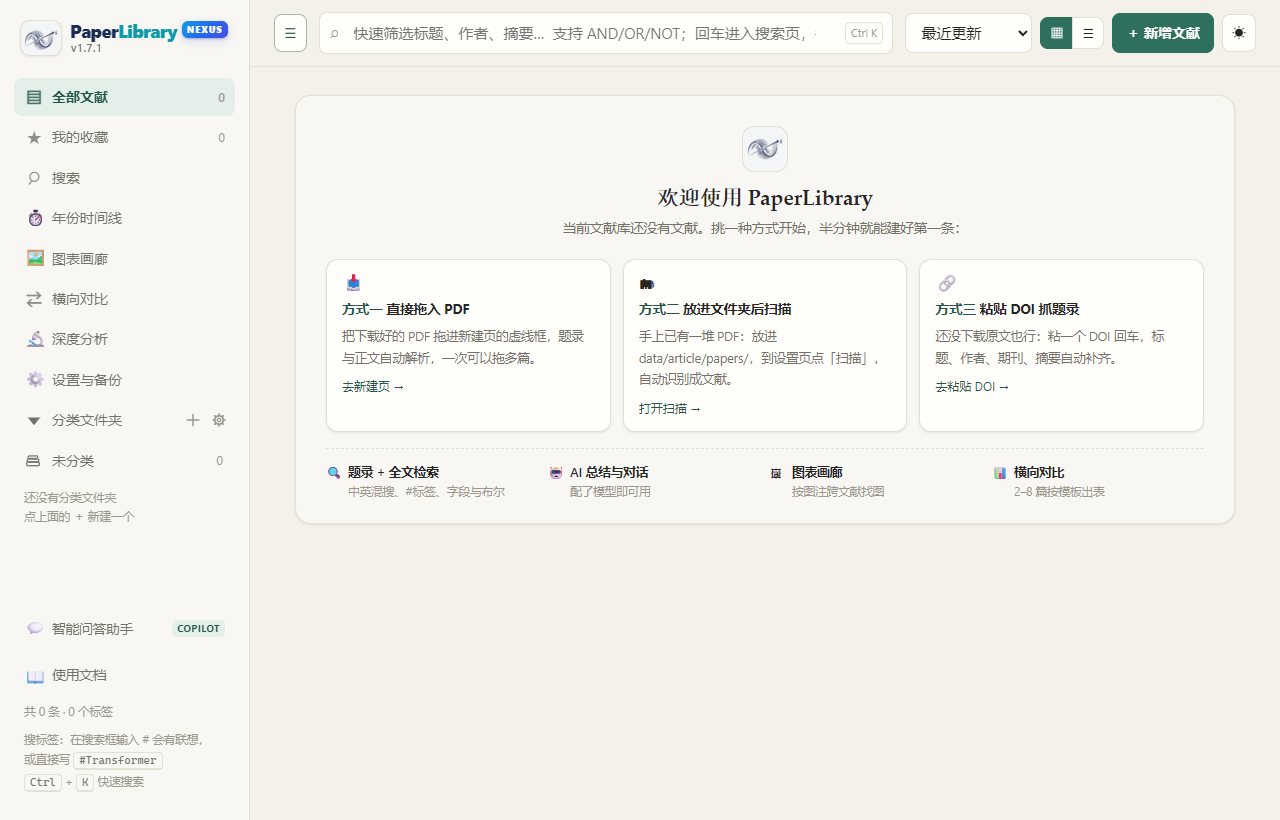 PaperLibrary NEXUS
v1.7.1
全部文献 0
我的收藏 0
搜索
年份时间线
图表画廊
横向对比
深度分析
设置与备份
分类文件夹
未分类 0
还没有分类文件夹
点上面的 + 新建一个
智能问答助手 COPILOT
使用文档
共 0 条 · 0 个标签
搜标签：在搜索框输入 # 会有联想，
或直接写 #Transformer
Ctrl + K 快速搜索
快速筛选标题、作者、摘要… 支持 AND/OR/NOT；回车进入搜索页， Ctrl K
最近更新
+ 新增文献
欢迎使用 PaperLibrary
当前文献库还没有文献。挑一种方式开始，半分钟就能建好第一条：
方式一 直接拖入 PDF
把下载好的 PDF 拖进新建页的虚线框，题录
与正文自动解析，一次可以拖多篇。
去新建页 →
方式二 放进文件夹后扫描
手上已有一堆 PDF：放进
data/article/papers/，到设置页点「扫描」，
自动识别成文献。
打开扫描 →
方式三 粘贴 DOI 抓题录
还没下载原文也行：粘一个 DOI 回车，标
题、作者、期刊、摘要自动补齐。
去粘贴 DOI →
题录 + 全文检索
中英混搜、#标签、字段与布尔
AI 总结与对话
配了模型即可用
图表画廊
按图注跨文献找图
横向对比
2–8 篇按模板出表